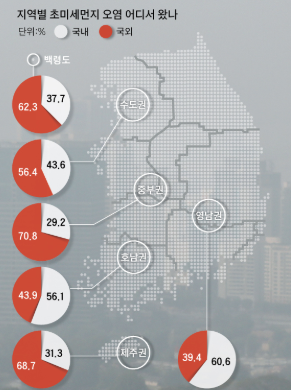 지역별 초미세먼지 오염 어디서 왔나
단위:% 국내 국외
백령도
37.7
62.3
수도권
43.6
56.4
중부권
29.2
70.8
영남권
호남권
43.9
56.1
제주권
31.3
68.7
39.4
60.6